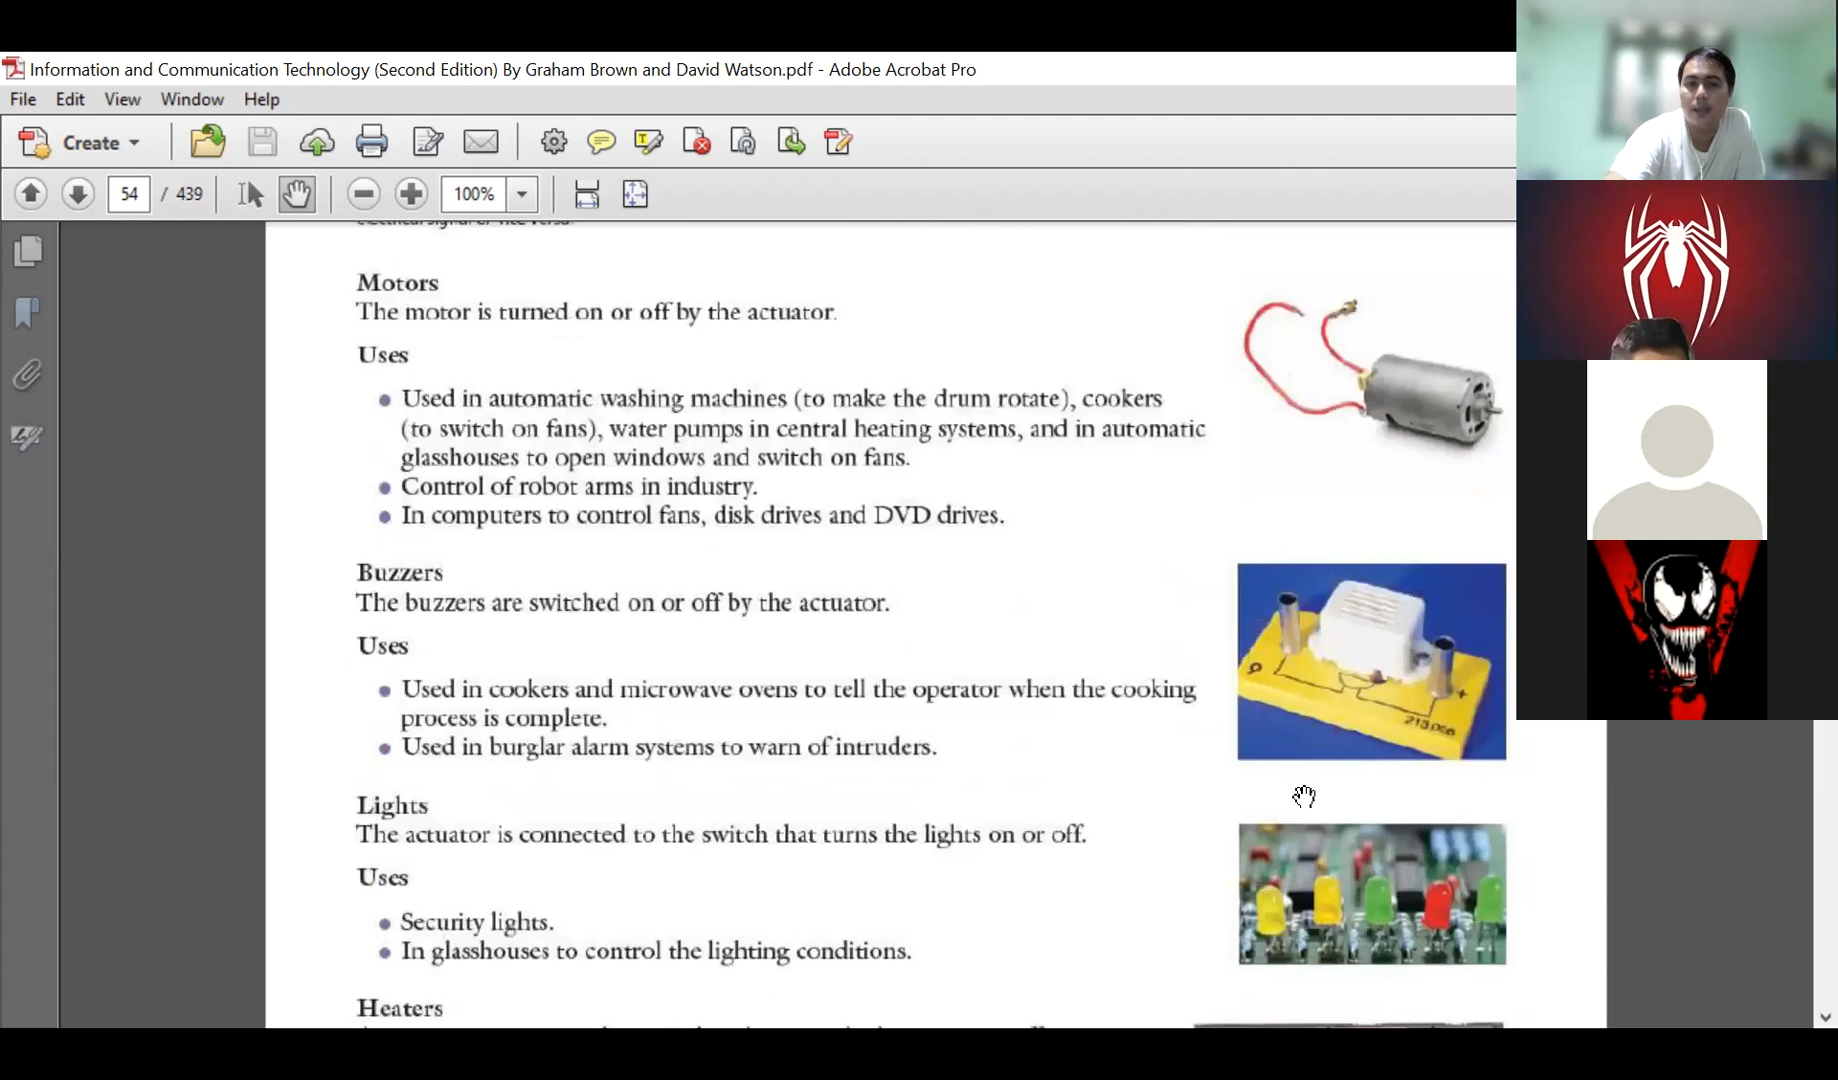 Information and Communication Technology (Second Edition) By Graham Brown and David Watson.pdf - Adobe Acrobat Pro
File Edit View Window Help
Create
54 / 439 100%
Motors
The motor is turned on or off by the actuator.
Uses
Used in automatic washing machines (to make the drum rotate), cookers
(to switch on fans), water pumps in central heating systems, and in automatic
glasshouses to open windows and switch on fans.
Control of robot arms in industry.
In computers to control fans, disk drives and DVD drives.
Buzzers
The buzzers are switched on or off by the actuator.
Uses
Used in cookers and microwave ovens to tell the operator when the cooking
process is complete.
Used in burglar alarm systems to warn of intruders.
Lights
The actuator is connected to the switch that turns the lights on or off.
Uses
Security lights.
In glasshouses to control the lighting conditions.
Heaters